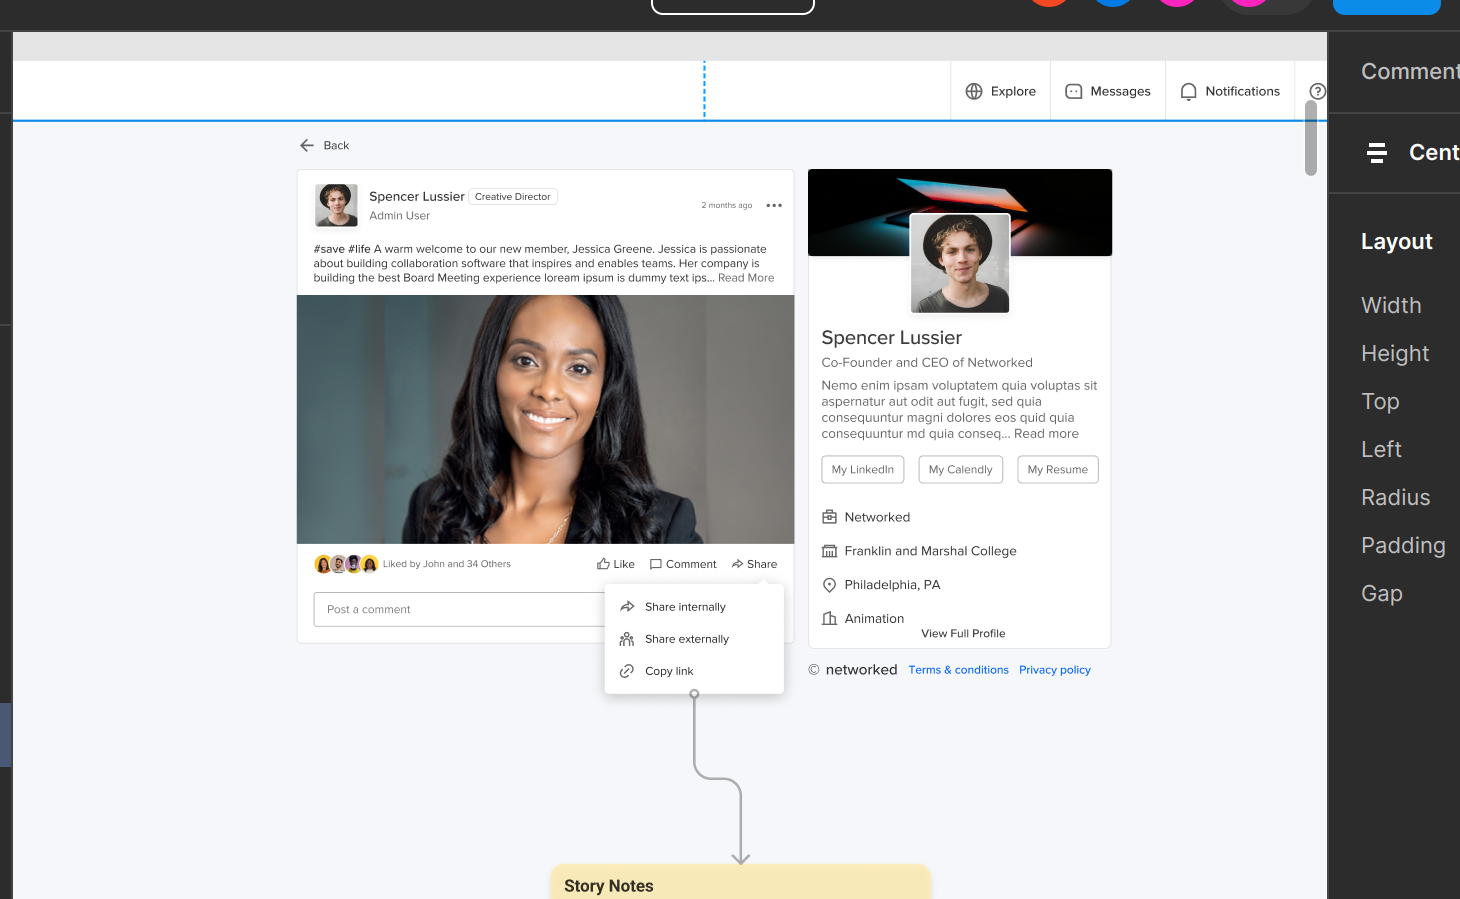 Comment
Explore
Messages
Notifications
Cent
Back
Spencer Lussier
Creative Director
Admin User
2 months ago
#save #life A warm welcome to our new member, Jessica Greene. Jessica is passionate
about building collaboration software that inspires and enables teams. Her company is
building the best Board Meeting experience loream ipsum is dummy text ips... Read More
Liked by John and 34 Others
Like
Comment
Share
Post a comment
Share internally
Share externally
Copy link
Spencer Lussier
Co-Founder and CEO of Networked
Nemo enim ipsam voluptatem quia voluptas sit
aspernatur aut odit aut fugit, sed quia
consequuntur magni dolores eos quid quia
consequuntur md quia conseq... Read more
My LinkedIn
My Calendly
My Resume
Networked
Franklin and Marshal College
Philadelphia, PA
Animation
View Full Profile
© networked
Terms & conditions
Privacy policy
Story Notes
Layout
Width
Height
Top
Left
Radius
Padding
Gap